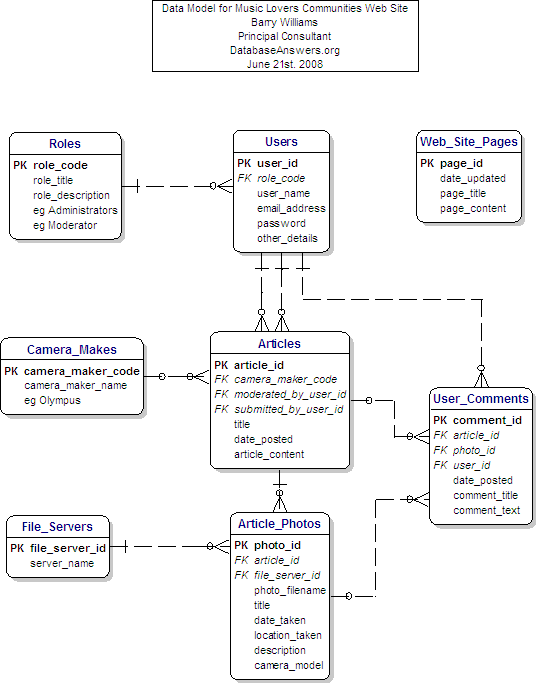 Data Model for Music Lovers Communities Web Site
Barry Williams
Principal Consultant
DatabaseAnswers.org
June 21st. 2008
Roles
PK role_code
role_title
role_description
eg Administrators
eg Moderator
Users
PK user_id
FK role_code
user_name
email_address
password
other_details
Web_Site_Pages
PK page_id
date_updated
page_title
page_content
Camera_Makes
PK camera_maker_code
camera_maker_name
eg Olympus
Articles
PK article_id
FK camera_maker_code
FK moderated_by_user_id
FK submitted_by_user_id
title
date_posted
article_content
User_Comments
PK comment_id
FK article_id
FK photo_id
FK user_id
date_posted
comment_title
comment_text
File_Servers
PK file_server_id
server_name
Article_Photos
PK photo_id
FK article_id
FK file_server_id
photo_filename
title
date_taken
location_taken
description
camera_model